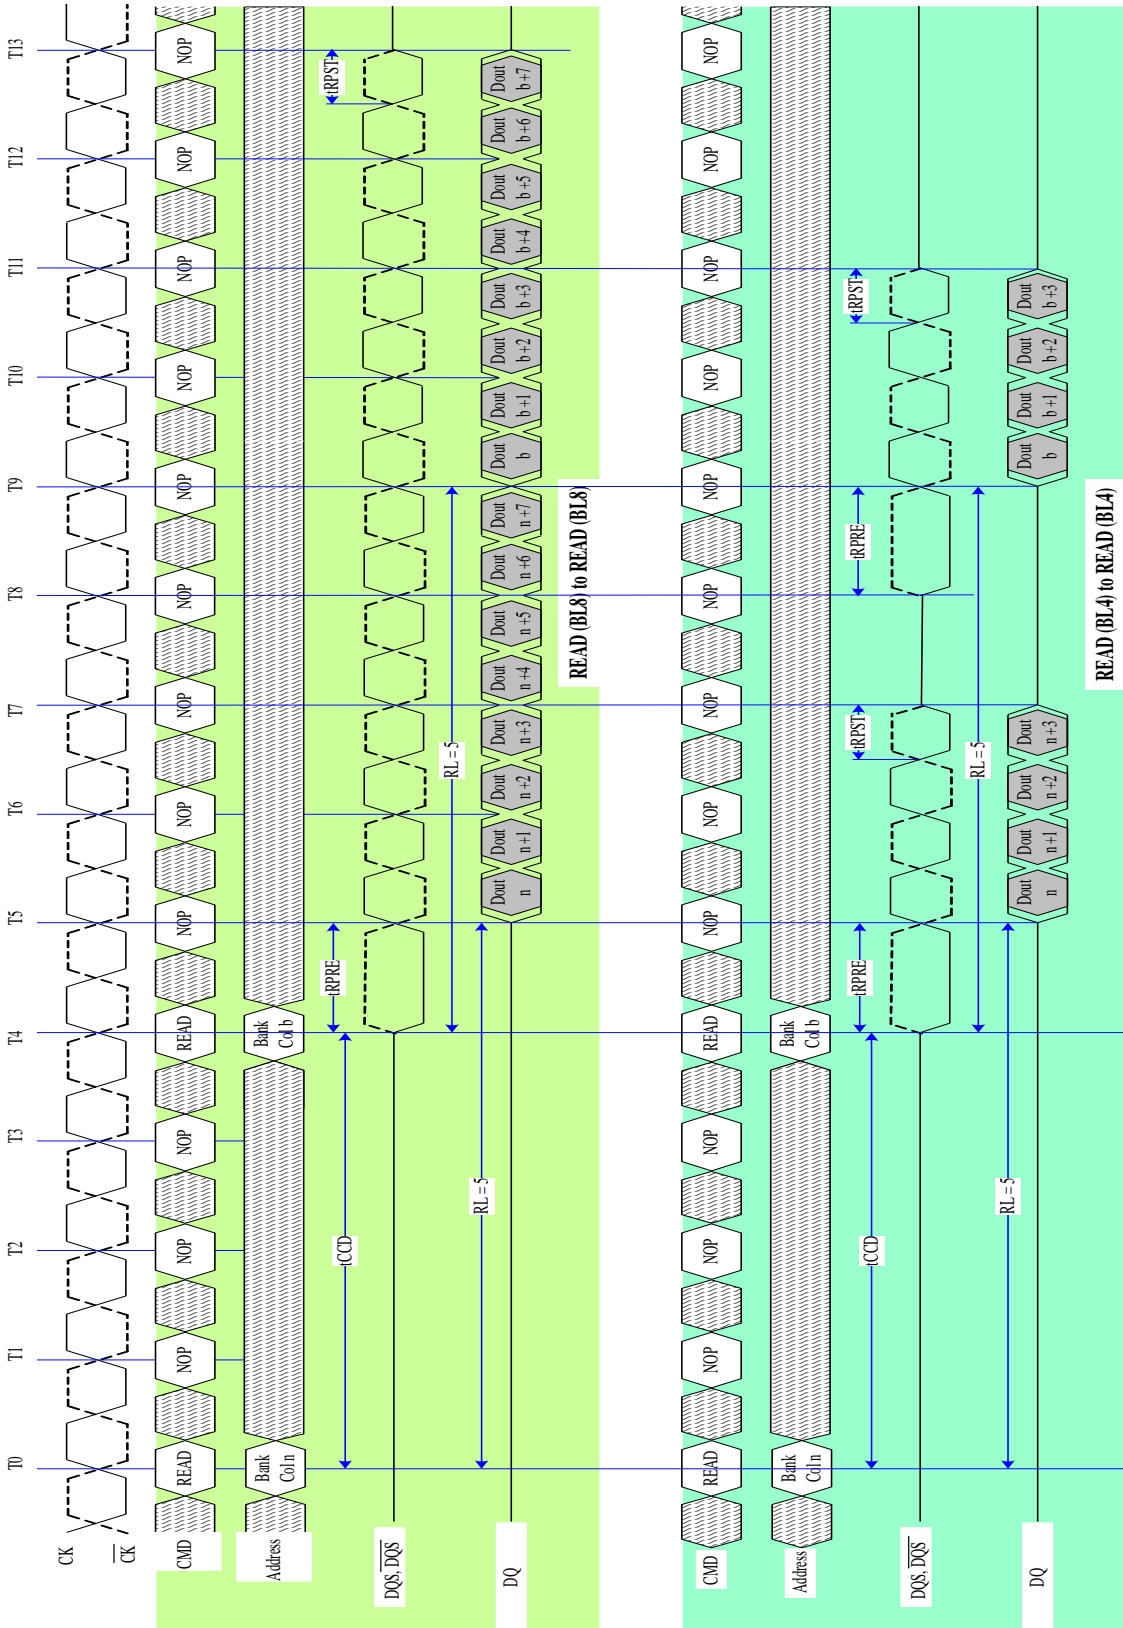 T0 T1 T2 T3 T4 T5 T6 T7 T8 T9 T10 T11 T12 T13
CK
CK
CMD READ NOP NOP NOP READ NOP NOP NOP NOP NOP NOP NOP NOP NOP
Address Bank Col n Bank Col b
tCCD tRPRE tRPST
DQS, DQS
RL = 5
RL = 5
DQ Dout n Dout n+1 Dout n+2 Dout n+3 Dout n+4 Dout n+5 Dout n+6 Dout n+7 Dout b Dout b+1 Dout b+2 Dout b+3 Dout b+4 Dout b+5 Dout b+6 Dout b+7
READ (BL8) to READ (BL8)
CMD READ NOP NOP NOP READ NOP NOP NOP NOP NOP NOP NOP NOP NOP
Address Bank Col n Bank Col b
tCCD tRPRE tRPST tRPRE tRPST
DQS, DQS
RL = 5
RL = 5
DQ Dout n Dout n+1 Dout n+2 Dout n+3 Dout b Dout b+1 Dout b+2 Dout b+3
READ (BL4) to READ (BL4)